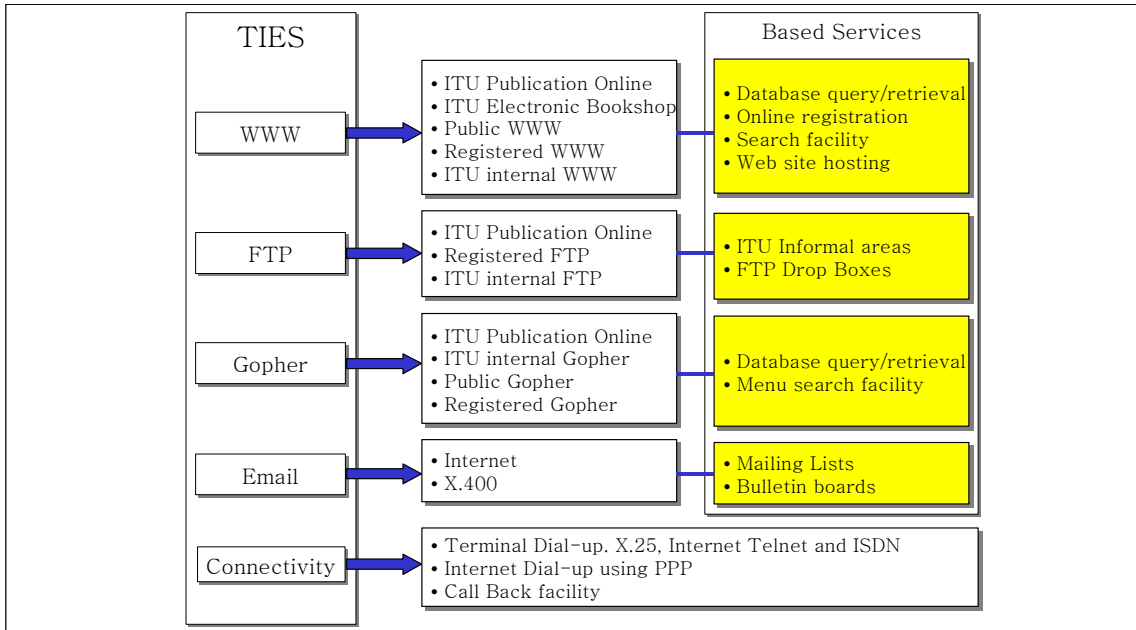 TIES
Based Services
WWW
• ITU Publication Online
• ITU Electronic Bookshop
• Public WWW
• Registered WWW
• ITU internal WWW
• Database query/retrieval
• Online registration
• Search facility
• Web site hosting
FTP
• ITU Publication Online
• Registered FTP
• ITU internal FTP
• ITU Informal areas
• FTP Drop Boxes
Gopher
• ITU Publication Online
• ITU internal Gopher
• Public Gopher
• Registered Gopher
• Database query/retrieval
• Menu search facility
Email
• Internet
• X.400
• Mailing Lists
• Bulletin boards
Connectivity
• Terminal Dial-up. X.25, Internet Telnet and ISDN
• Internet Dial-up using PPP
• Call Back facility